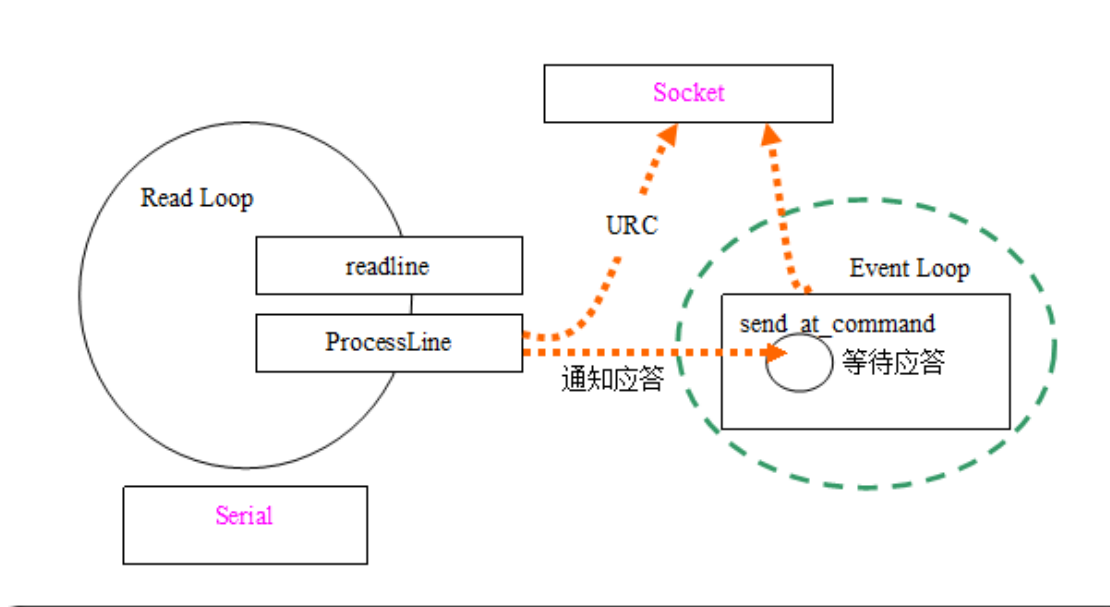 Socket
Read Loop
URC
readline
Event Loop
send_at_command
ProcessLine
等待应答
通知应答
Serial